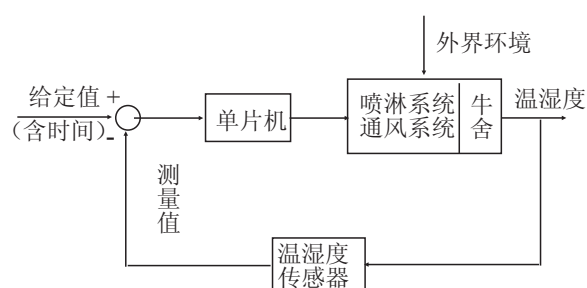 外界环境
给定值 +
(含时间) -
单片机
喷淋系统
通风系统
牛舍
温湿度
测量值
温湿度
传感器